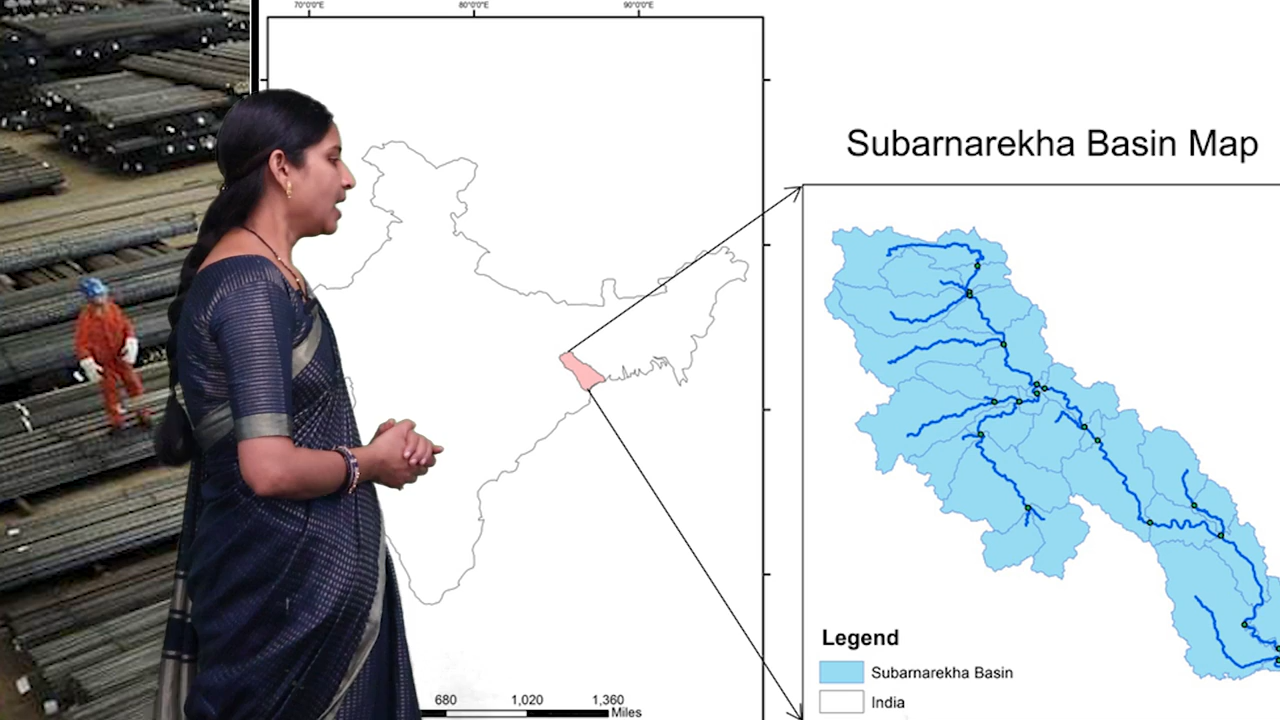 70°0'0"E 80°0'0"E 90°0'0"E
Subarnarekha Basin Map
Legend
Subarnarekha Basin
India
680 1,020 1,360
Miles